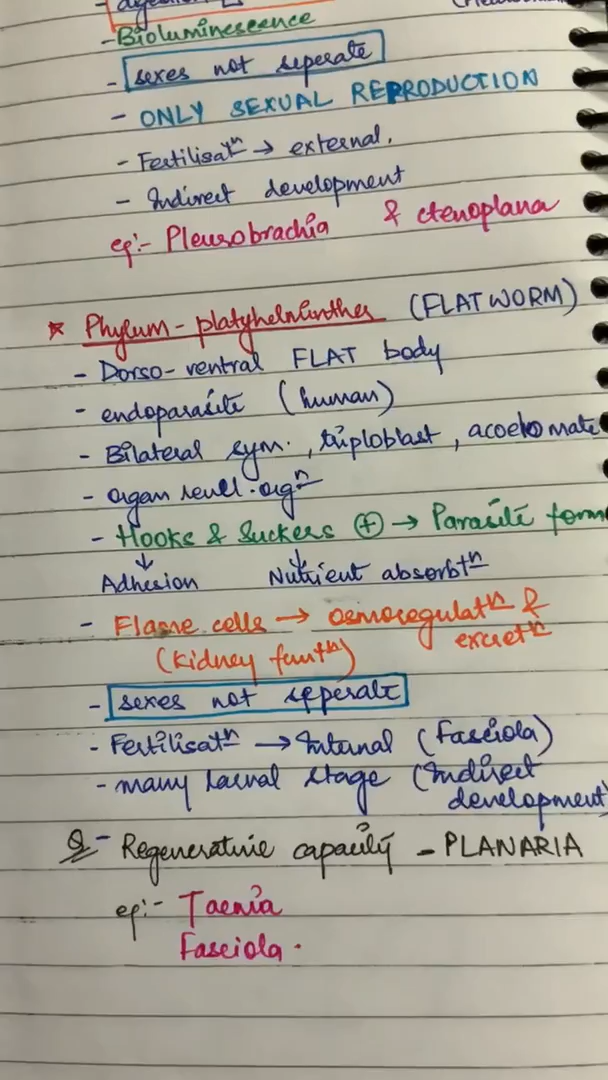 -Bioluminescence
- sexes not seperate
- ONLY SEXUAL REPRODUCTION
- Fertilisatⁿ → external.
- Indirect development
eg:- Pleurobrachia & ctenoplana
* Phylum - platyhelminthes (FLATWORM)
- Dorso-ventral FLAT body
- endoparasite (human)
- Bilateral sym., triploblast, acoelomate
- organ level. orgⁿ
- Hooks & Suckers ⊕ → Parasite form
↓ ↓
Adhesion Nutrient absorbtⁿ
- Flame cells → osmoregulatⁿ &
excretⁿ
(kidney functⁿ)
- sexes not seperate
- Fertilisatⁿ → Internal (Fasciola)
- many larval stage (Indirect
development)
Q - Regenerative capacity - PLANARIA
eg:- Taenia
Fasciola.